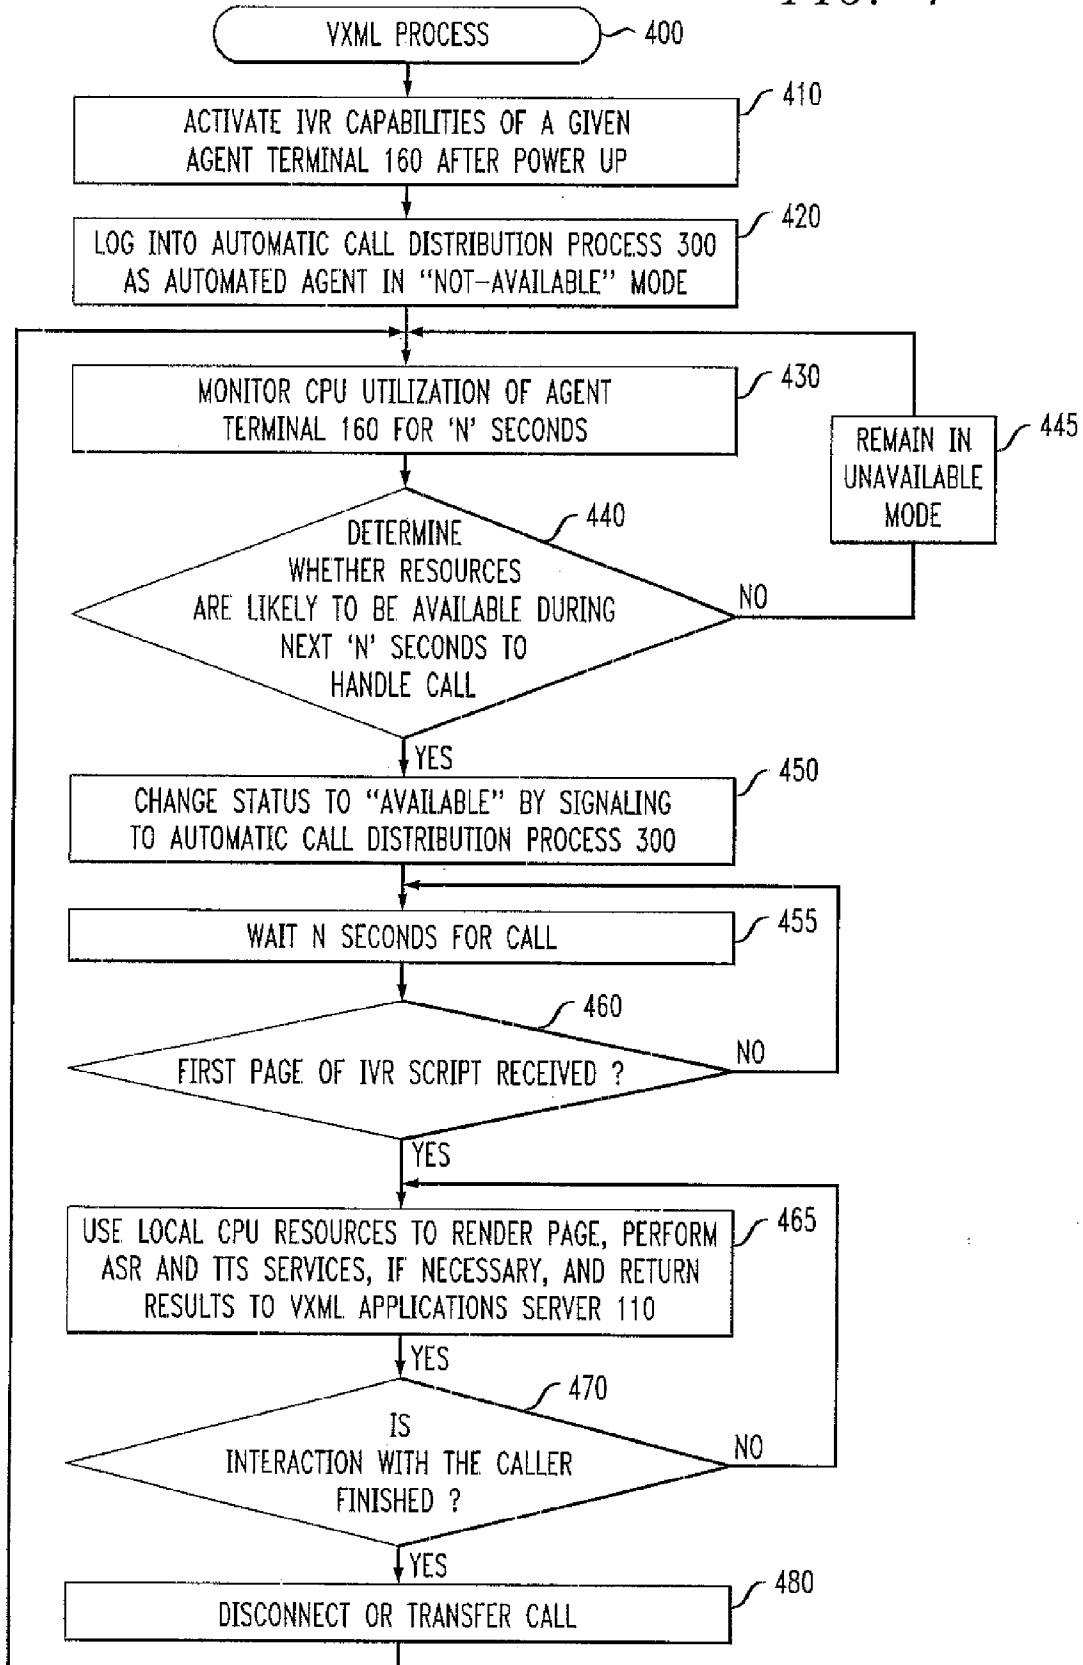 VXML PROCESS
400
410
ACTIVATE IVR CAPABILITIES OF A GIVEN
AGENT TERMINAL 160 AFTER POWER UP
420
LOG INTO AUTOMATIC CALL DISTRIBUTION PROCESS 300
AS AUTOMATED AGENT IN "NOT-AVAILABLE" MODE
430
MONITOR CPU UTILIZATION OF AGENT
TERMINAL 160 FOR 'N' SECONDS
445
REMAIN IN
UNAVAILABLE
MODE
440
DETERMINE
WHETHER RESOURCES
ARE LIKELY TO BE AVAILABLE DURING
NEXT 'N' SECONDS TO
HANDLE CALL
NO
YES
450
CHANGE STATUS TO "AVAILABLE" BY SIGNALING
TO AUTOMATIC CALL DISTRIBUTION PROCESS 300
455
WAIT N SECONDS FOR CALL
460
FIRST PAGE OF IVR SCRIPT RECEIVED ?
NO
YES
465
USE LOCAL CPU RESOURCES TO RENDER PAGE, PERFORM
ASR AND TTS SERVICES, IF NECESSARY, AND RETURN
RESULTS TO VXML APPLICATIONS SERVER 110
YES
470
IS
INTERACTION WITH THE CALLER
FINISHED ?
NO
YES
480
DISCONNECT OR TRANSFER CALL